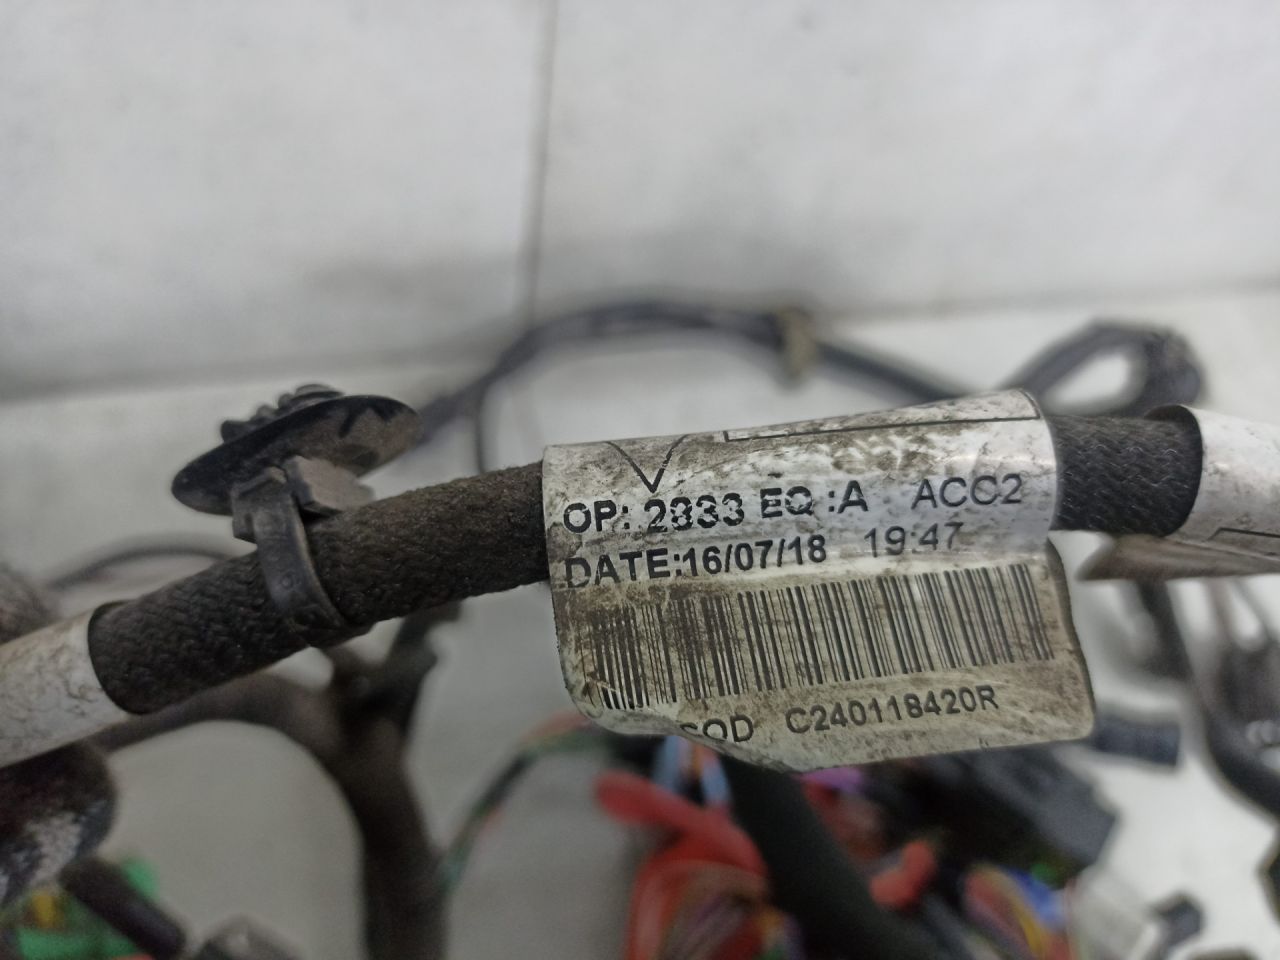 OP: 2833 EQ :A ACC2
DATE:16/07/18 19:47
COD C240118420R